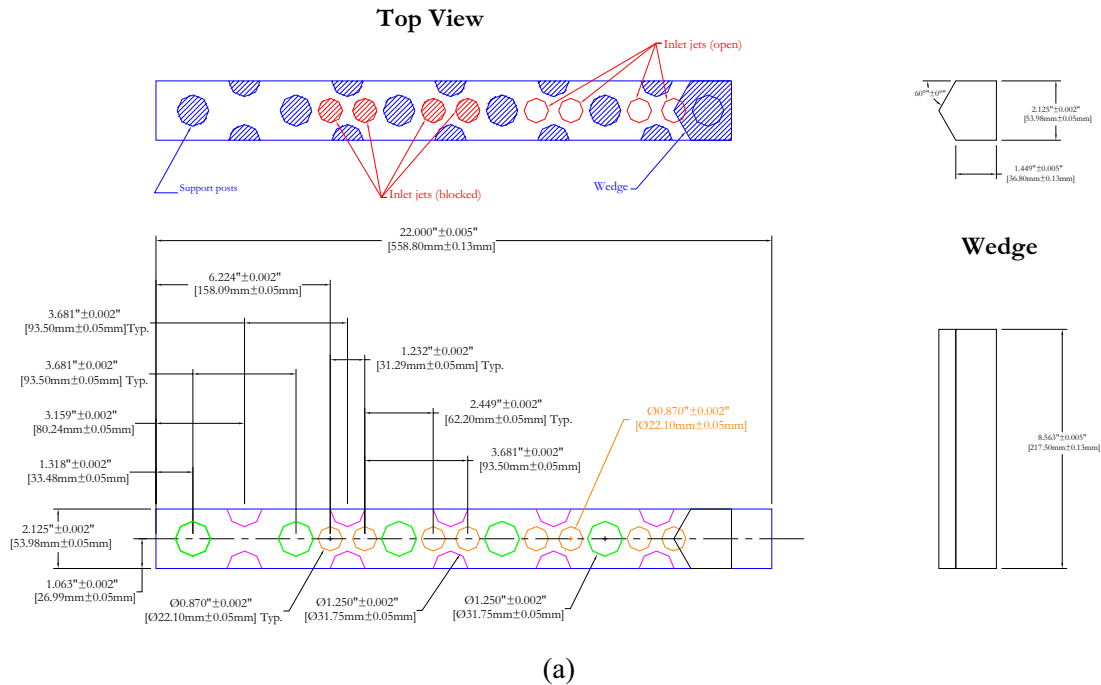 Top View
Inlet jets (open)
60°"±0°"
2.125"±0.002"
[53.98mm±0.05mm]
1.449"±0.005"
[36.80mm±0.13mm]
Support posts
Inlet jets (blocked)
Wedge
22.000"±0.005"
[558.80mm±0.13mm]
Wedge
6.224"±0.002"
[158.09mm±0.05mm]
3.681"±0.002"
[93.50mm±0.05mm]Typ.
1.232"±0.002"
[31.29mm±0.05mm] Typ.
3.681"±0.002"
[93.50mm±0.05mm] Typ.
2.449"±0.002"
[62.20mm±0.05mm] Typ.
Ø0.870"±0.002"
[Ø22.10mm±0.05mm]
3.159"±0.002"
[80.24mm±0.05mm]
3.681"±0.002"
[93.50mm±0.05mm]
8.563"±0.005"
[217.50mm±0.13mm]
1.318"±0.002"
[33.48mm±0.05mm]
2.125"±0.002"
[53.98mm±0.05mm]
1.063"±0.002"
[26.99mm±0.05mm]
Ø0.870"±0.002"
[Ø22.10mm±0.05mm] Typ.
Ø1.250"±0.002"
[Ø31.75mm±0.05mm]
Ø1.250"±0.002"
[Ø31.75mm±0.05mm]
(a)